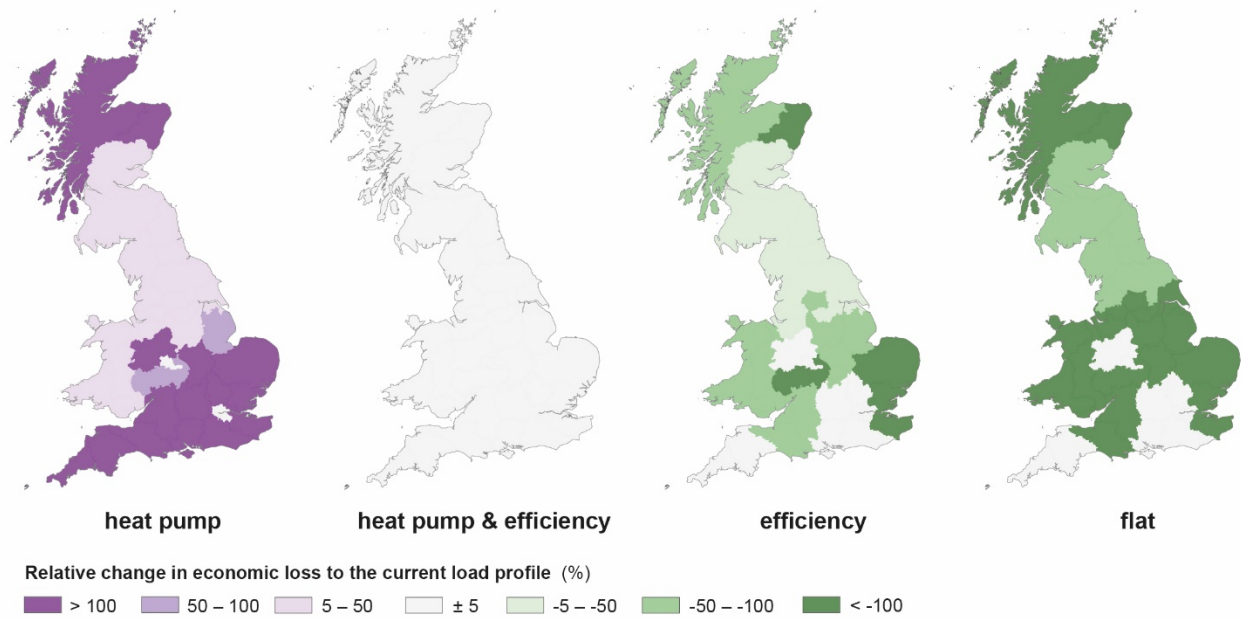 heat pump
heat pump & efficiency
efficiency
flat
Relative change in economic loss to the current load profile (%)
> 100
50 – 100
5 – 50
± 5
-5 – -50
-50 – -100
< -100